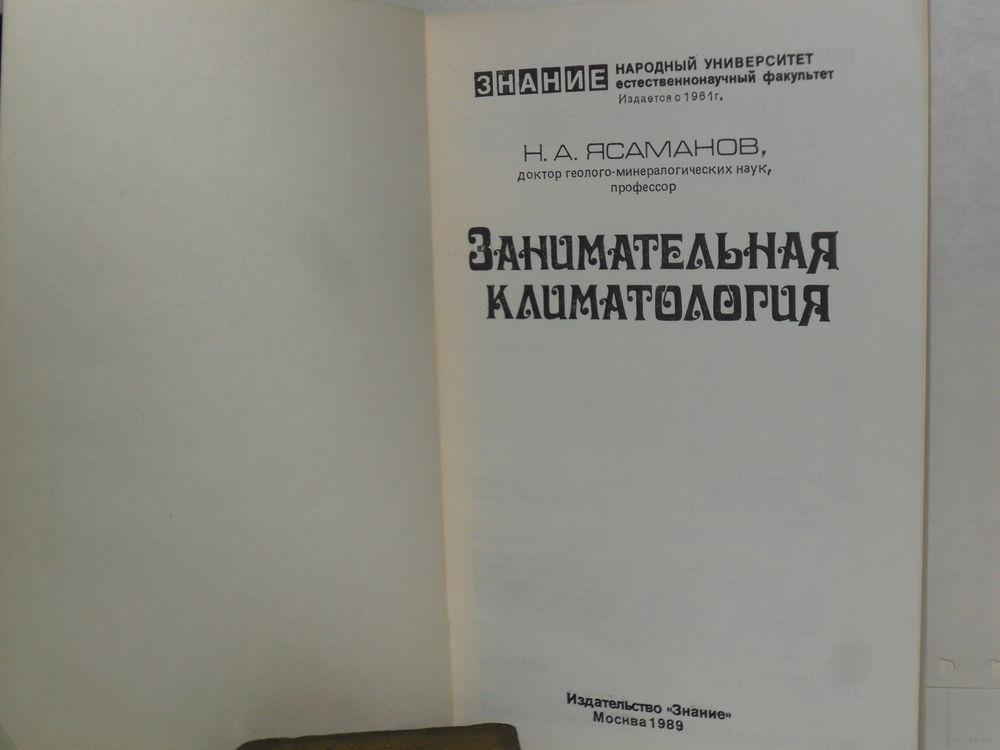 ЗНАНИЕ
НАРОДНЫЙ УНИВЕРСИТЕТ
естественнонаучный факультет
Издается с 1961г.
Н. А. ЯСАМАНОВ,
доктор геолого-минералогических наук,
профессор
ЗАНИМАТЕЛЬНАЯ
КЛИМАТОЛОГИЯ
Издательство «Знание»
Москва 1989